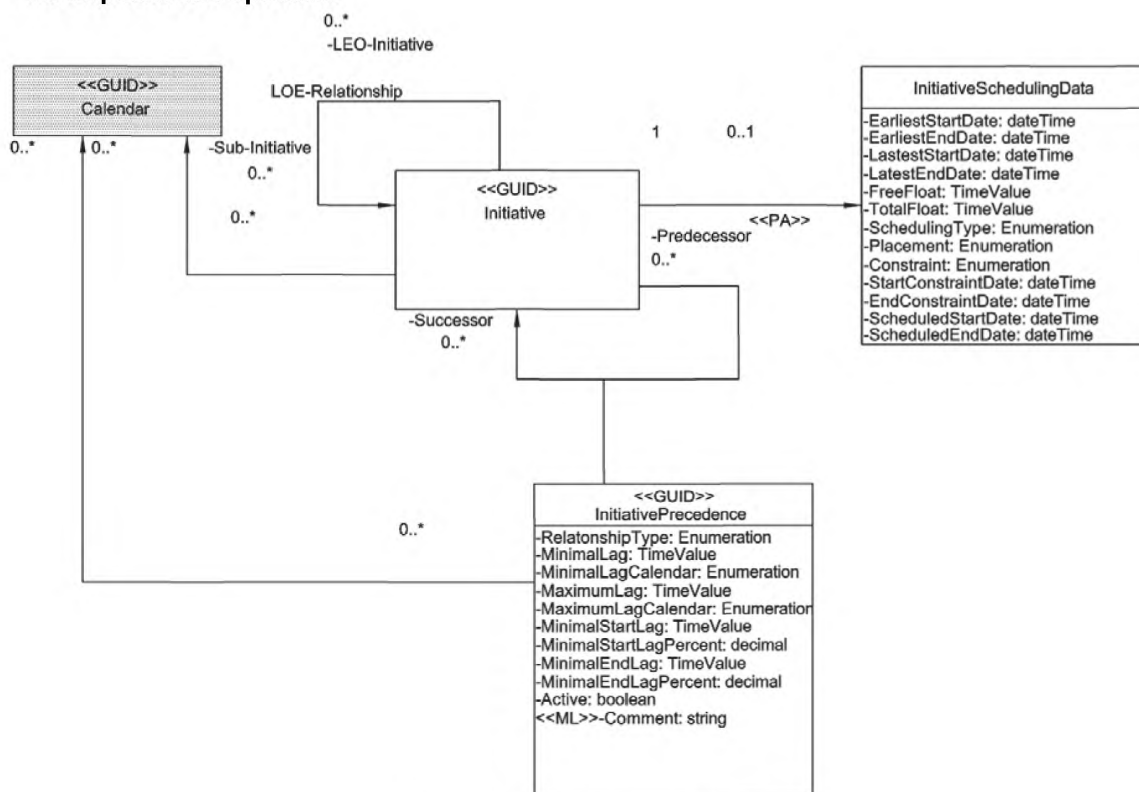 0..*
-LEO-Initiative
<<GUID>>
Calendar
LOE-Relationship
0..*
0..*
-Sub-Initiative
0..*
0..*
<<GUID>>
Initiative
1
0..1
<<PA>>
-Predecessor
0..*
-Successor
0..*
InitiativeSchedulingData
-EarliestStartDate: dateTime
-EarliestEndDate: dateTime
-LastestStartDate: dateTime
-LatestEndDate: dateTime
-FreeFloat: TimeValue
-TotalFloat: TimeValue
-SchedulingType: Enumeration
-Placement: Enumeration
-Constraint: Enumeration
-StartConstraintDate: dateTime
-EndConstraintDate: dateTime
-ScheduledStartDate: dateTime
-ScheduledEndDate: dateTime
0..*
<<GUID>>
InitiativePrecedence
-RelatonshipType: Enumeration
-MinimalLag: TimeValue
-MinimalLagCalendar: Enumeration
-MaximumLag: TimeValue
-MaximumLagCalendar: Enumeration
-MinimalStartLag: TimeValue
-MinimalStartLagPercent: decimal
-MinimalEndLag: TimeValue
-MinimalEndLagPercent: decimal
-Active: boolean
<<ML>>-Comment: string